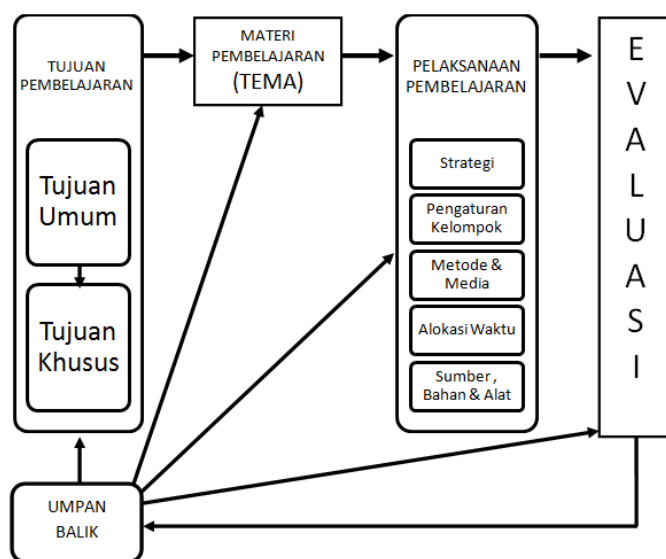 TUJUAN
PEMBELAJARAN
Tujuan
Umum
Tujuan
Khusus
MATERI
PEMBELAJARAN
(TEMA)
PELAKSANAAN
PEMBELAJARAN
Strategi
Pengaturan
Kelompok
Metode &
Media
Alokasi Waktu
Sumber ,
Bahan & Alat
E
V
A
L
U
A
S
I
UMPAN
BALIK